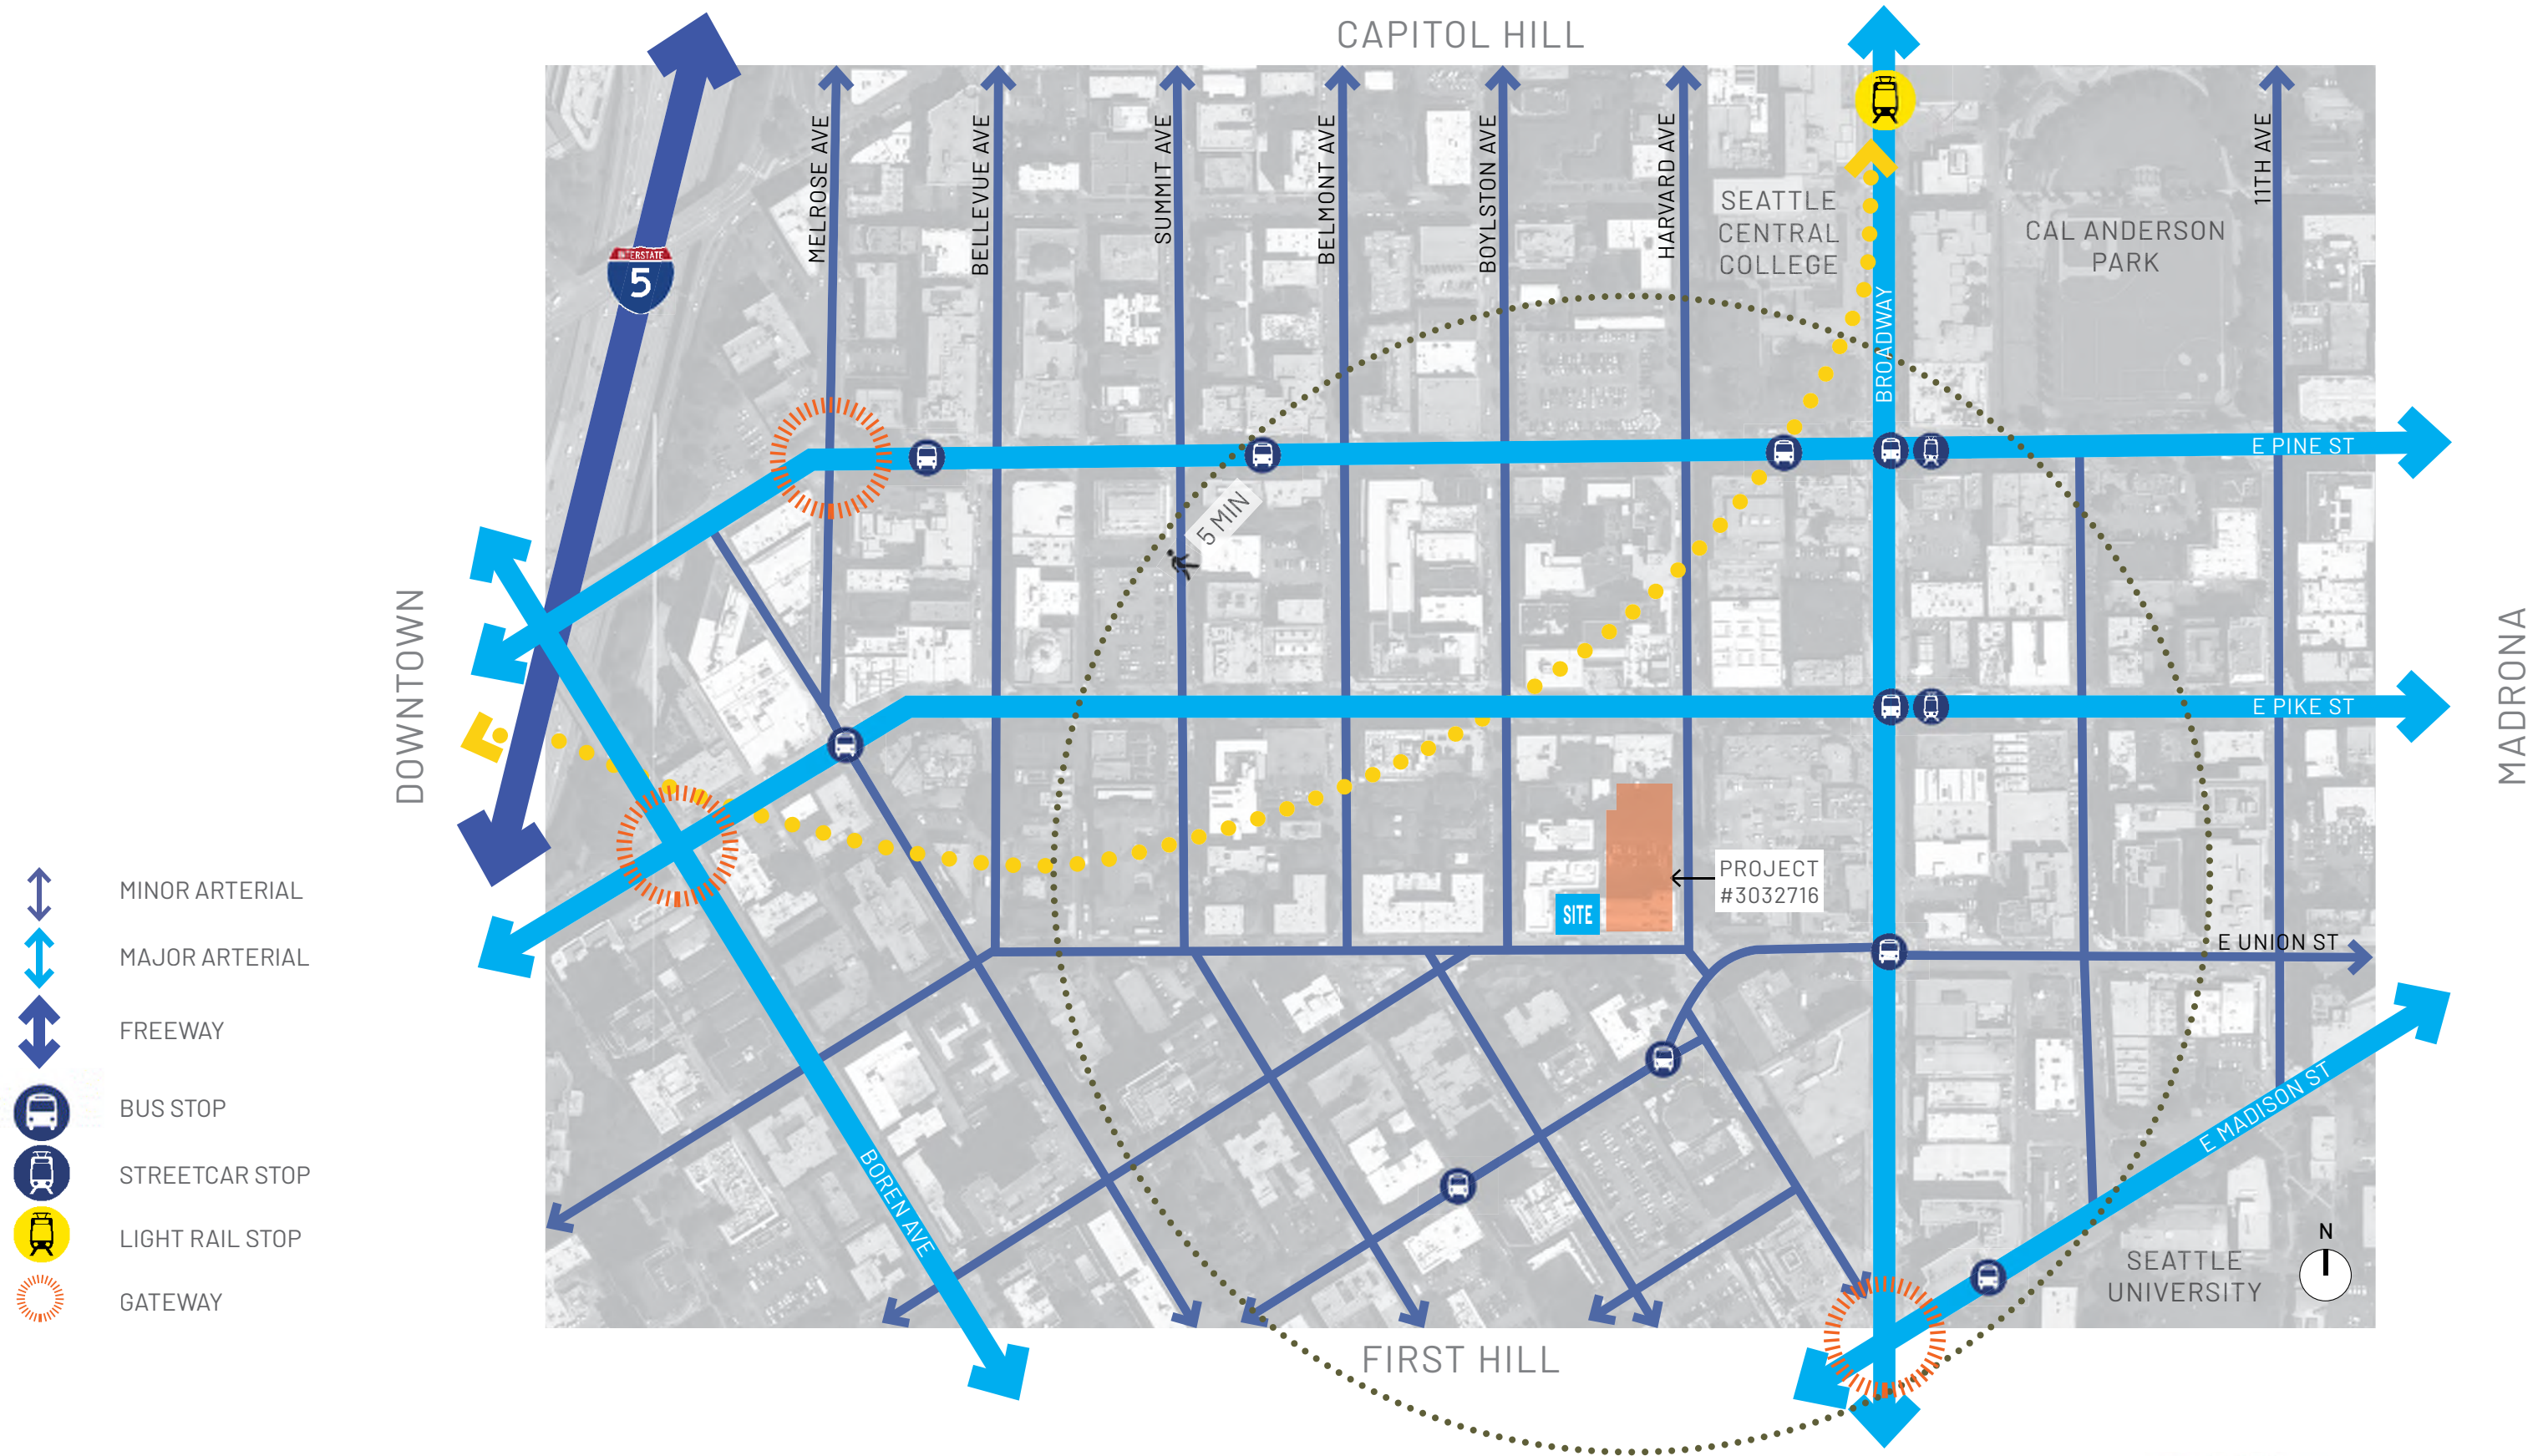 CAPITOL HILL
MELROSE AVE
BELLEVUE AVE
SUMMIT AVE
BELMONT AVE
BOYLSTON AVE
HARVARD AVE
11TH AVE
SEATTLE
CENTRAL
COLLEGE
CAL ANDERSON
PARK
5
BROADWAY
E PINE ST
5 MIN
DOWNTOWN
MADRONA
E PIKE ST
PROJECT
#3032716
SITE
E UNION ST
E MADISON ST
BOREN AVE
SEATTLE
UNIVERSITY
N
FIRST HILL
MINOR ARTERIAL
MAJOR ARTERIAL
FREEWAY
BUS STOP
STREETCAR STOP
LIGHT RAIL STOP
GATEWAY